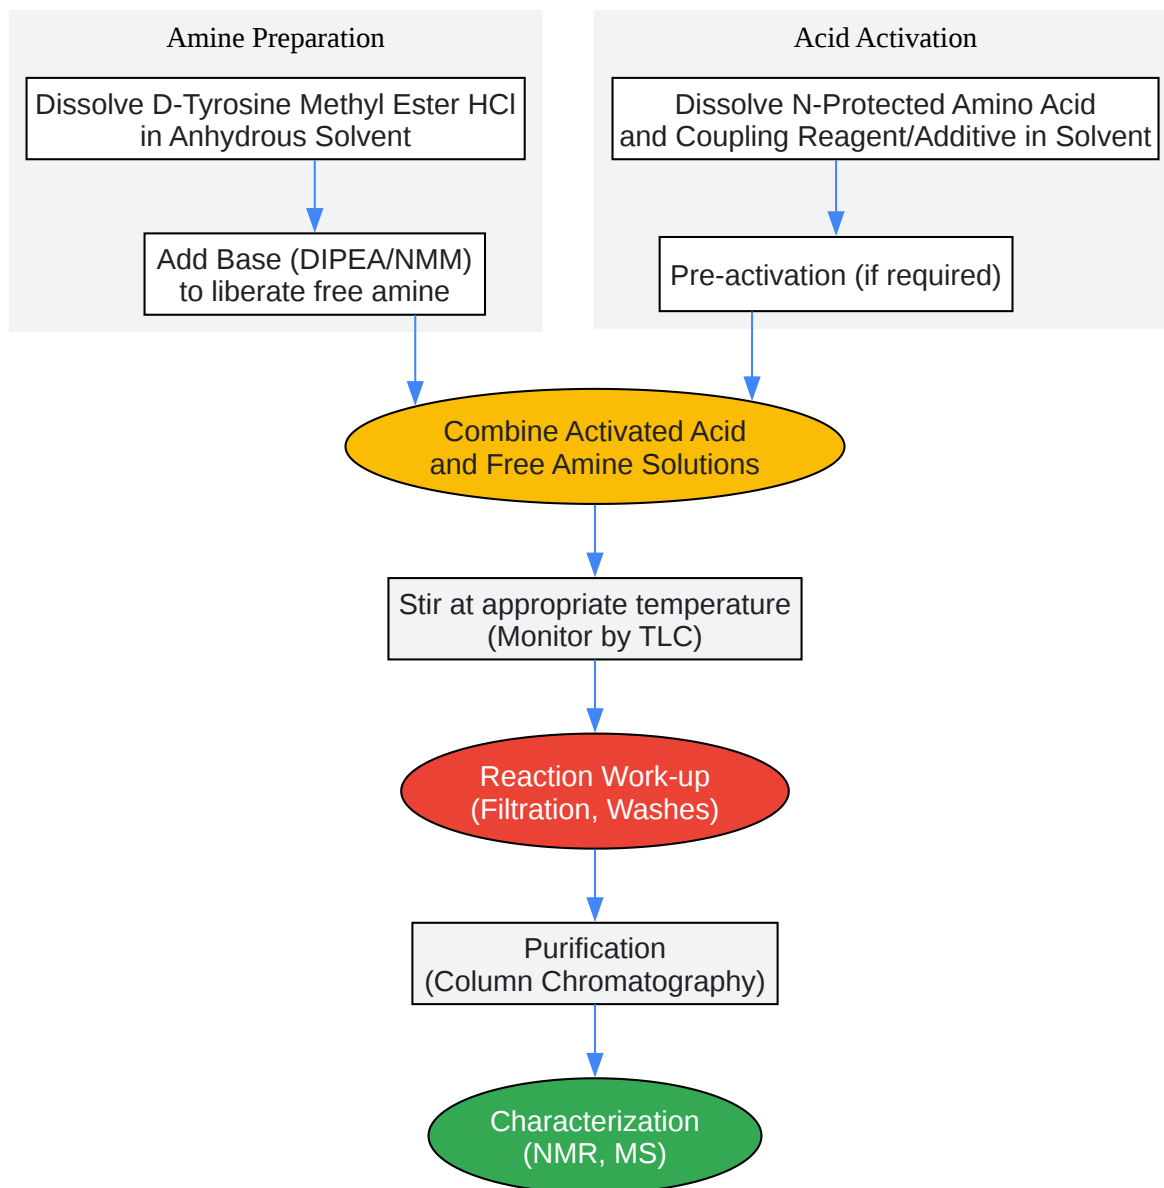 Amine Preparation
Dissolve D-Tyrosine Methyl Ester HCl
in Anhydrous Solvent
Add Base (DIPEA/NMM)
to liberate free amine
Acid Activation
Dissolve N-Protected Amino Acid
and Coupling Reagent/Additive in Solvent
Pre-activation (if required)
Combine Activated Acid
and Free Amine Solutions
Stir at appropriate temperature
(Monitor by TLC)
Reaction Work-up
(Filtration, Washes)
Purification
(Column Chromatography)
Characterization
(NMR, MS)